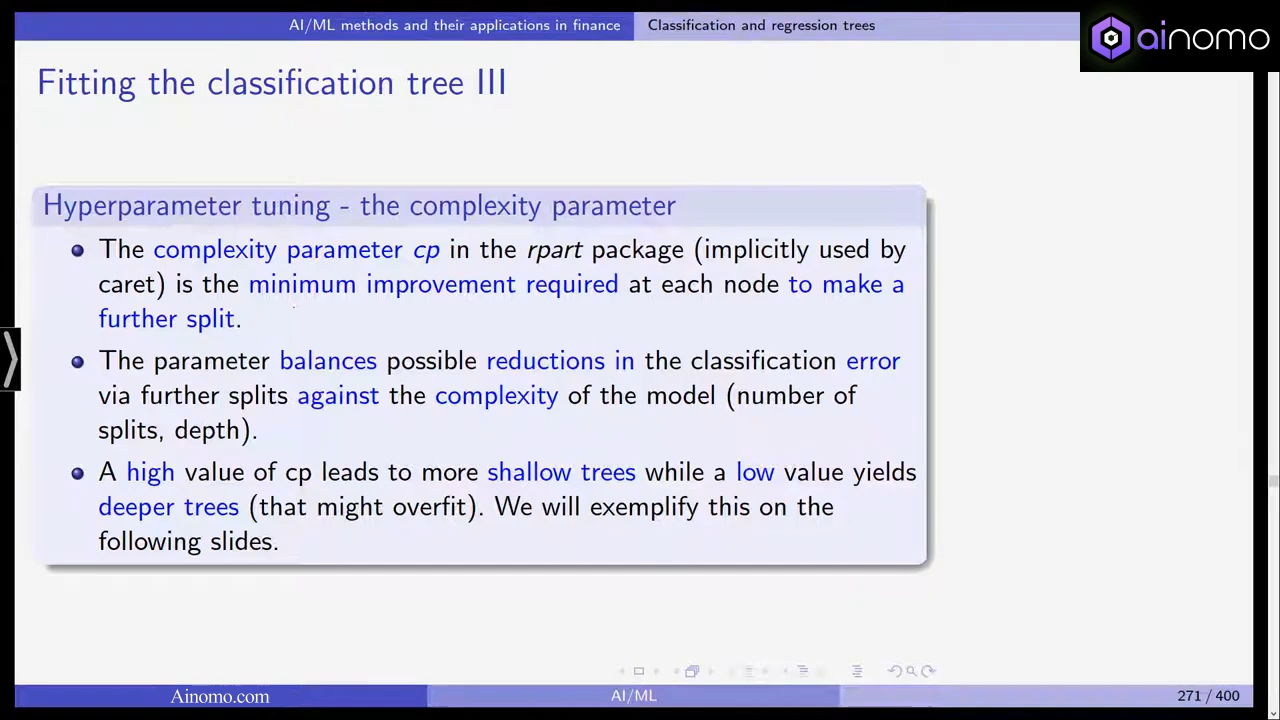 AI/ML methods and their applications in finance Classification and regression trees
ainomo
Fitting the classification tree III
Hyperparameter tuning - the complexity parameter
The complexity parameter cp in the rpart package (implicitly used by
caret) is the minimum improvement required at each node to make a
further split.
The parameter balances possible reductions in the classification error
via further splits against the complexity of the model (number of
splits, depth).
A high value of cp leads to more shallow trees while a low value yields
deeper trees (that might overfit). We will exemplify this on the
following slides.
Ainomo.com AI/ML 271 / 400